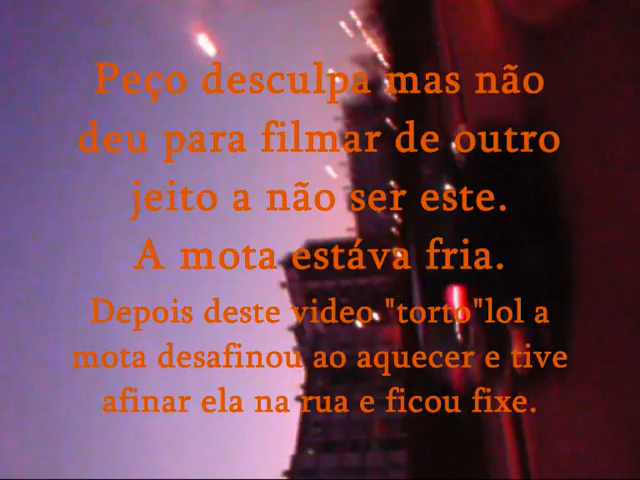 Peço desculpa mas não
deu para filmar de outro
jeito a não ser este.
A mota estáva fria.
Depois deste video "torto"lol a
mota desafinou ao aquecer e tive
afinar ela na rua e ficou fixe.